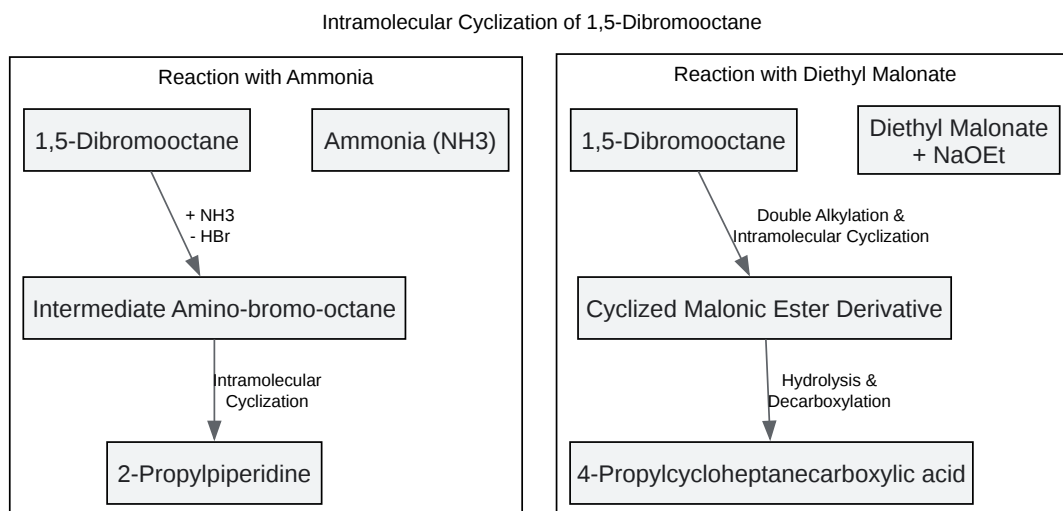 Intramolecular Cyclization of 1,5-Dibromooctane
Reaction with Ammonia
1,5-Dibromooctane
Ammonia (NH3)
+ NH3
- HBr
Intermediate Amino-bromo-octane
Intramolecular
Cyclization
2-Propylpiperidine
Reaction with Diethyl Malonate
1,5-Dibromooctane
Diethyl Malonate
+ NaOEt
Double Alkylation &
Intramolecular Cyclization
Cyclized Malonic Ester Derivative
Hydrolysis &
Decarboxylation
4-Propylcycloheptanecarboxylic acid